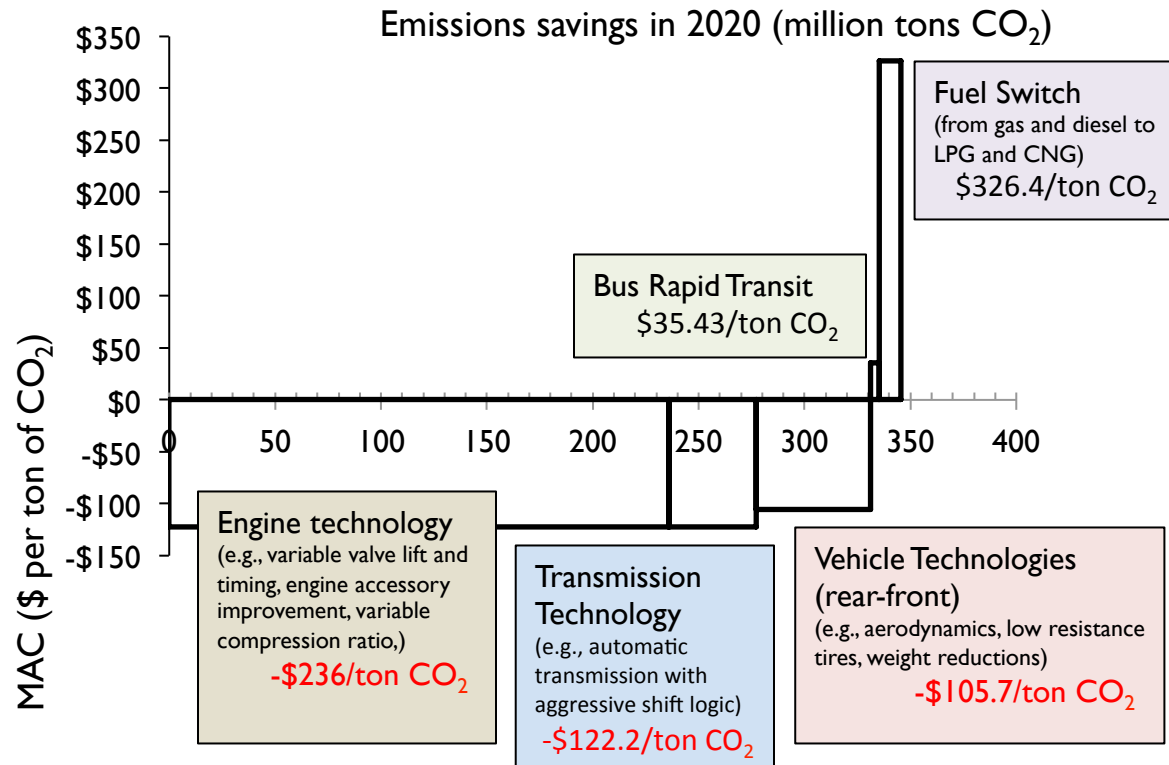 Emissions savings in 2020 (million tons CO₂)
MAC ($ per ton of CO₂)
$350
$300
$250
$200
$150
$100
$50
$0
-$50
-$100
-$150
0 50 100 150 200 250 300 350 400
Fuel Switch
(from gas and diesel to
LPG and CNG)
$326.4/ton CO₂
Bus Rapid Transit
$35.43/ton CO₂
Engine technology
(e.g., variable valve lift and
timing, engine accessory
improvement, variable
compression ratio,)
-$236/ton CO₂
Transmission
Technology
(e.g., automatic
transmission with
aggressive shift logic)
-$122.2/ton CO₂
Vehicle Technologies
(rear-front)
(e.g., aerodynamics, low resistance
tires, weight reductions)
-$105.7/ton CO₂